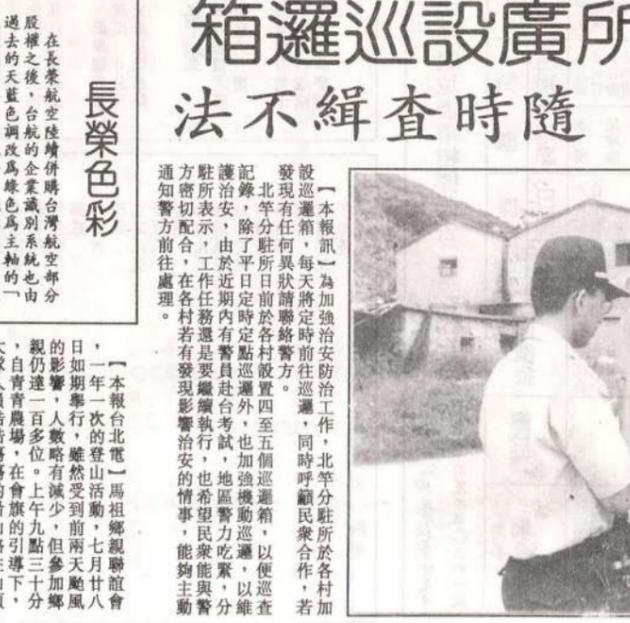 所廣設巡邏箱
隨時查緝不法
【本報訊】為加強治安防治工作，北竿分駐所於各村加
設巡邏箱，每天將定時前往巡邏，同時呼籲民衆合作，若
發現有任何異狀請聯絡警方。
北竿分駐所日前於各村設置四至五個巡邏箱，以便巡查
記錄，除了平日定時定點巡邏外，也加強機動巡邏，以維
護治安，由於近期內有警員赴台考試，地區警力吃緊，分
駐所表示，工作任務還是要繼續執行，也希望民衆能與警
方密切配合，在各村若有發現影響治安的情事，能夠主動
通知警方前往處理。
長榮色彩
在長榮航空陸續併購台灣航空部分
股權之後，台航的企業識別系統也由
過去的天藍色調改爲綠色爲主軸的「
【本報台北電】馬祖鄉親聯誼會
，一年一次的登山活動，七月廿八
日如期舉行，雖然受到前兩天颱風
的影響，人數略有減少，但參加鄉
親仍達一百多位。上午九點三十分
，自青青農場，在會旗的引導下，